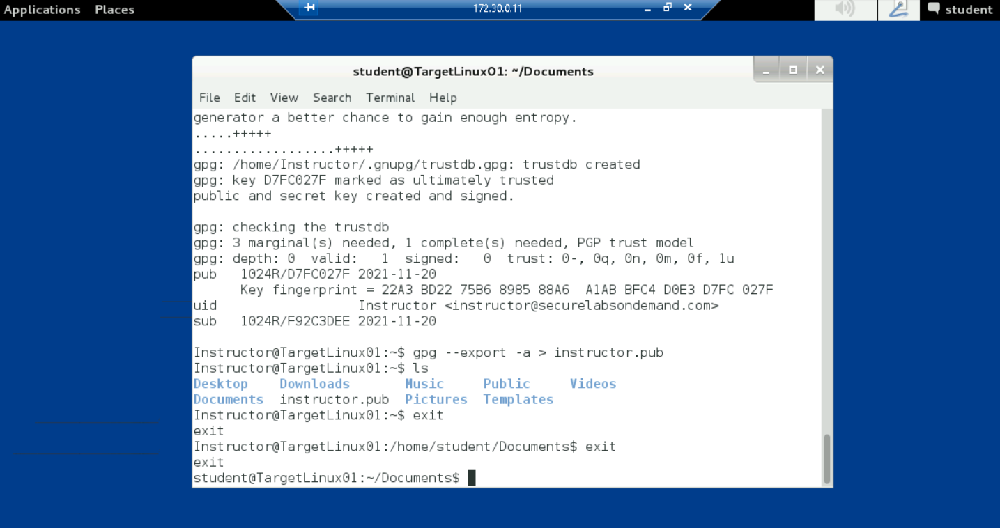 Applications Places 172.30.0.11 student
student@TargetLinux01: ~/Documents
File Edit View Search Terminal Help
generator a better chance to gain enough entropy.
.....+++++
..................+++++
gpg: /home/Instructor/.gnupg/trustdb.gpg: trustdb created
gpg: key D7FC027F marked as ultimately trusted
public and secret key created and signed.
gpg: checking the trustdb
gpg: 3 marginal(s) needed, 1 complete(s) needed, PGP trust model
gpg: depth: 0  valid:   1  signed:   0  trust: 0-, 0q, 0n, 0m, 0f, 1u
pub   1024R/D7FC027F 2021-11-20
      Key fingerprint = 22A3 BD22 75B6 8985 88A6  A1AB BFC4 D0E3 D7FC 027F
uid                  Instructor <instructor@securelabsondemand.com>
sub   1024R/F92C3DEE 2021-11-20
Instructor@TargetLinux01:~$ gpg --export -a > instructor.pub
Instructor@TargetLinux01:~$ ls
Desktop    Downloads       Music     Public     Videos
Documents  instructor.pub  Pictures  Templates
Instructor@TargetLinux01:~$ exit
exit
Instructor@TargetLinux01:/home/student/Documents$ exit
exit
student@TargetLinux01:~/Documents$